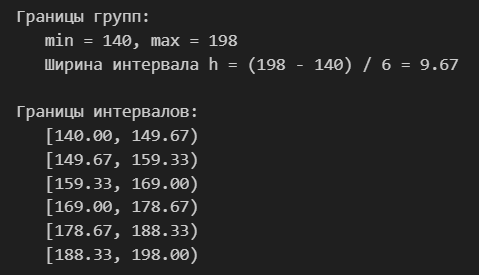 Границы групп:
min = 140, max = 198
Ширина интервала h = (198 - 140) / 6 = 9.67
Границы интервалов:
[140.00, 149.67)
[149.67, 159.33)
[159.33, 169.00)
[169.00, 178.67)
[178.67, 188.33)
[188.33, 198.00)